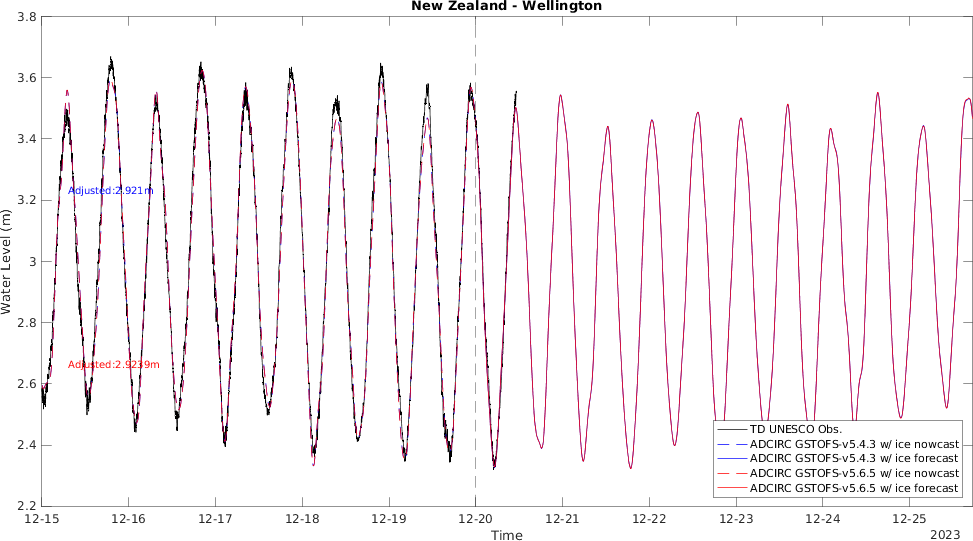 New Zealand - Wellington
3.8
3.6
3.4
3.2
3
2.8
2.6
2.4
2.2
Water Level (m)
Adjusted:2.921m
Adjusted:2.9239m
TD UNESCO Obs.
ADCIRC GSTOFS-v5.4.3 w/ ice nowcast
ADCIRC GSTOFS-v5.4.3 w/ ice forecast
ADCIRC GSTOFS-v5.6.5 w/ ice nowcast
ADCIRC GSTOFS-v5.6.5 w/ ice forecast
12-15 12-16 12-17 12-18 12-19 12-20 12-21 12-22 12-23 12-24 12-25
Time
2023